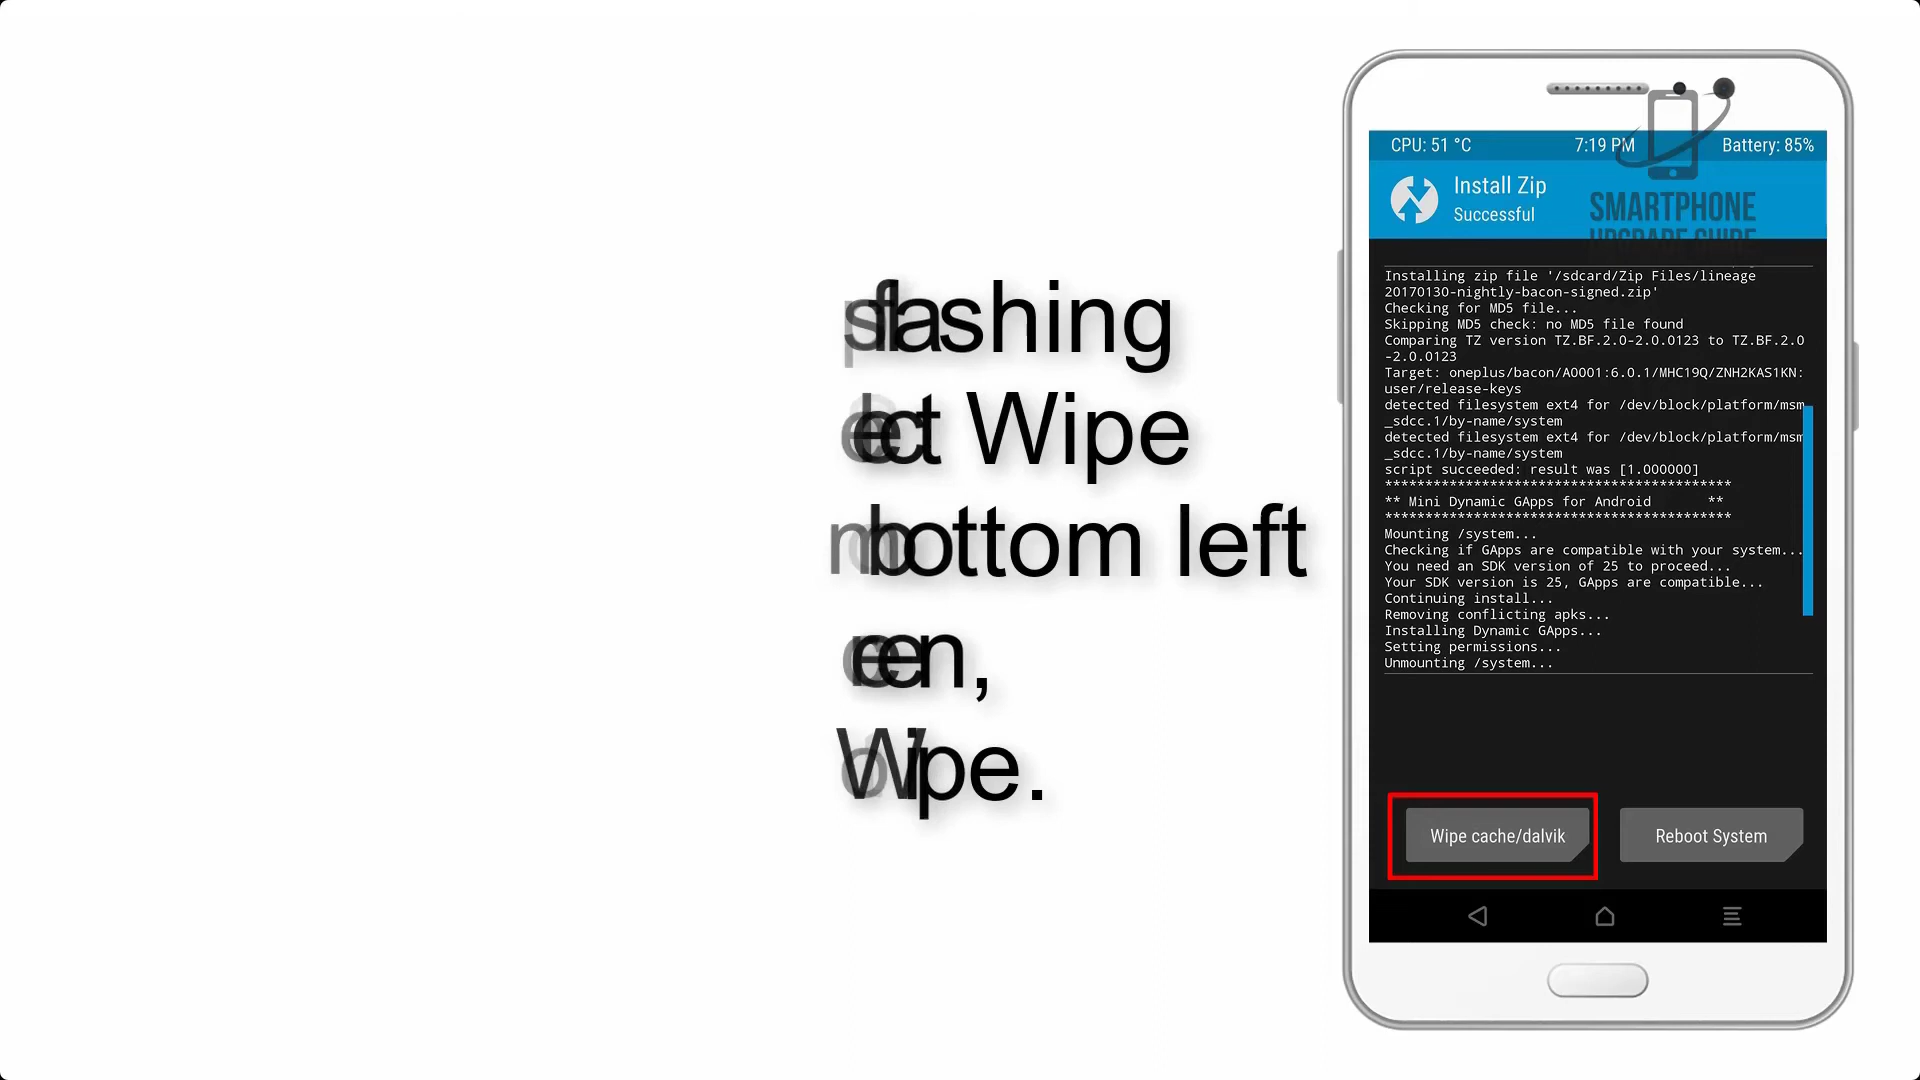 flashing
Wipe
bottom left
Wipe.
CPU: 51 °C 7:19 PM Battery: 85%
Install Zip
Successful
SMARTPHONE
UPGRADE GUIDE
Installing zip file '/sdcard/Zip Files/lineage
20170130-nightly-bacon-signed.zip'
Checking for MD5 file...
Skipping MD5 check: no MD5 file found
Comparing TZ version TZ.BF.2.0-2.0.0123 to TZ.BF.2.0
-2.0.0123
Target: oneplus/bacon/A0001:6.0.1/MHC19Q/ZNH2KAS1KN:
user/release-keys
detected filesystem ext4 for /dev/block/platform/msm
_sdcc.1/by-name/system
detected filesystem ext4 for /dev/block/platform/msm
_sdcc.1/by-name/system
script succeeded: result was [1.000000]
*******************************************
** Mini Dynamic GApps for Android **
*******************************************
Mounting /system...
Checking if GApps are compatible with your system...
You need an SDK version of 25 to proceed...
Your SDK version is 25, GApps are compatible...
Continuing install...
Removing conflicting apks...
Installing Dynamic GApps...
Setting permissions...
Unmounting /system...
Wipe cache/dalvik
Reboot System